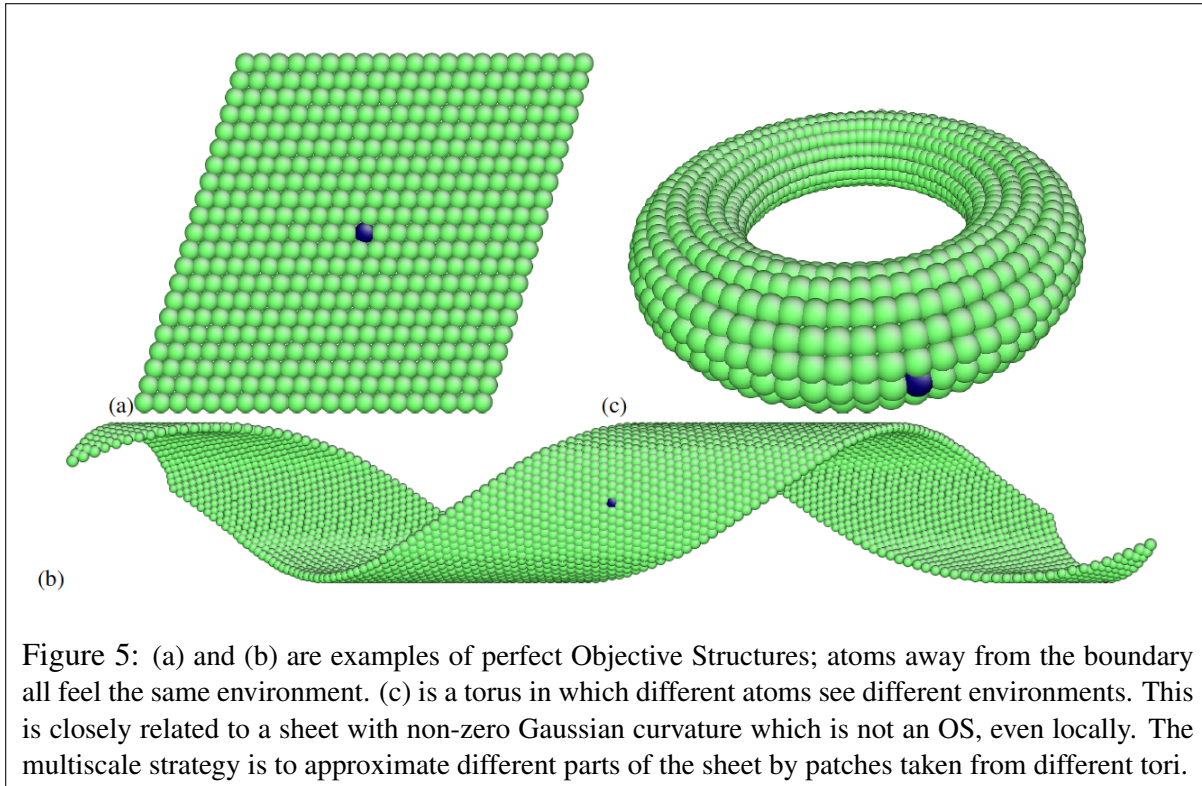 (a)
(c)
(b)
Figure 5: (a) and (b) are examples of perfect Objective Structures; atoms away from the boundary
all feel the same environment. (c) is a torus in which different atoms see different environments. This
is closely related to a sheet with non-zero Gaussian curvature which is not an OS, even locally. The
multiscale strategy is to approximate different parts of the sheet by patches taken from different tori.